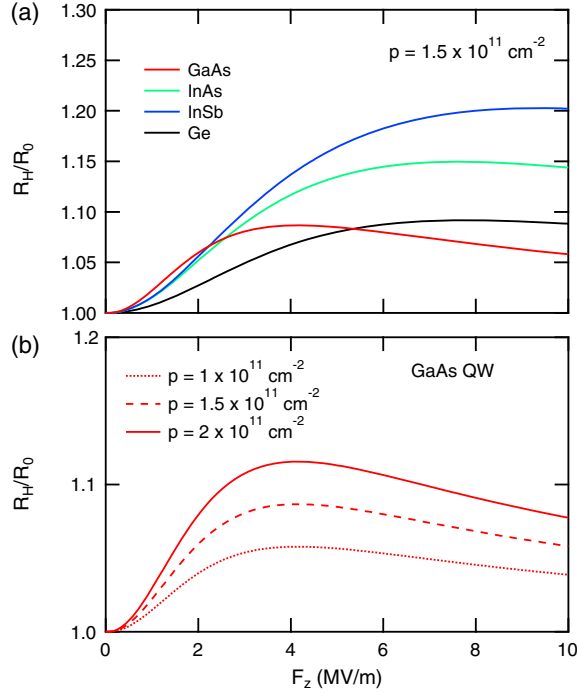 (a)
1.30
1.25
1.20
1.15
1.10
1.05
1.00
R_H/R_0
p = 1.5 x 10^11 cm^-2
GaAs
InAs
InSb
Ge
(b)
1.2
1.1
1.0
R_H/R_0
p = 1 x 10^11 cm^-2
p = 1.5 x 10^11 cm^-2
p = 2 x 10^11 cm^-2
GaAs QW
0 2 4 6 8 10
F_z (MV/m)